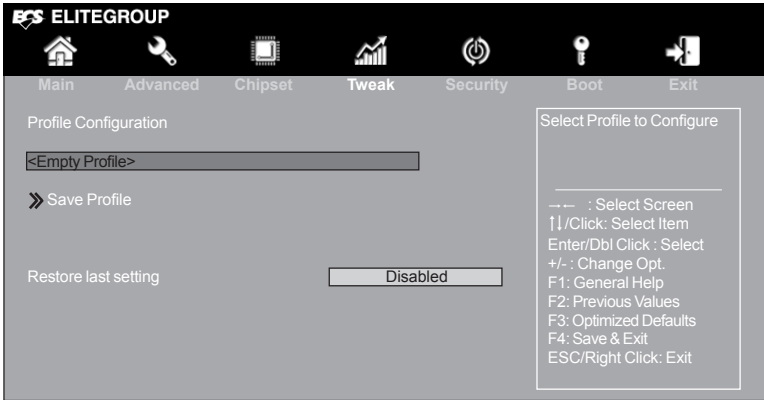 ECS ELITEGROUP
Main Advanced Chipset Tweak Security Boot Exit
Profile Configuration
<Empty Profile>
Save Profile
Restore last setting Disabled
Select Profile to Configure
→← : Select Screen
↑↓/Click: Select Item
Enter/Dbl Click : Select
+/- : Change Opt.
F1: General Help
F2: Previous Values
F3: Optimized Defaults
F4: Save & Exit
ESC/Right Click: Exit